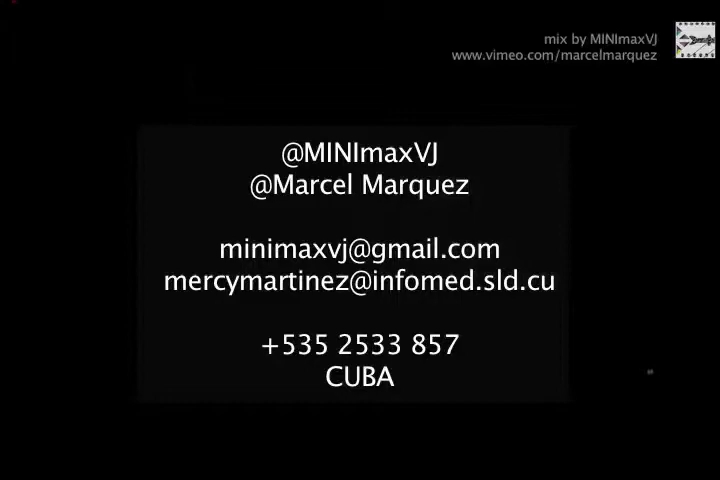 mix by MINImaxVJ
www.vimeo.com/marcelmarquez
@MINImaxVJ
@Marcel Marquez
minimaxvj@gmail.com
mercymartinez@infomed.sld.cu
+535 2533 857
CUBA